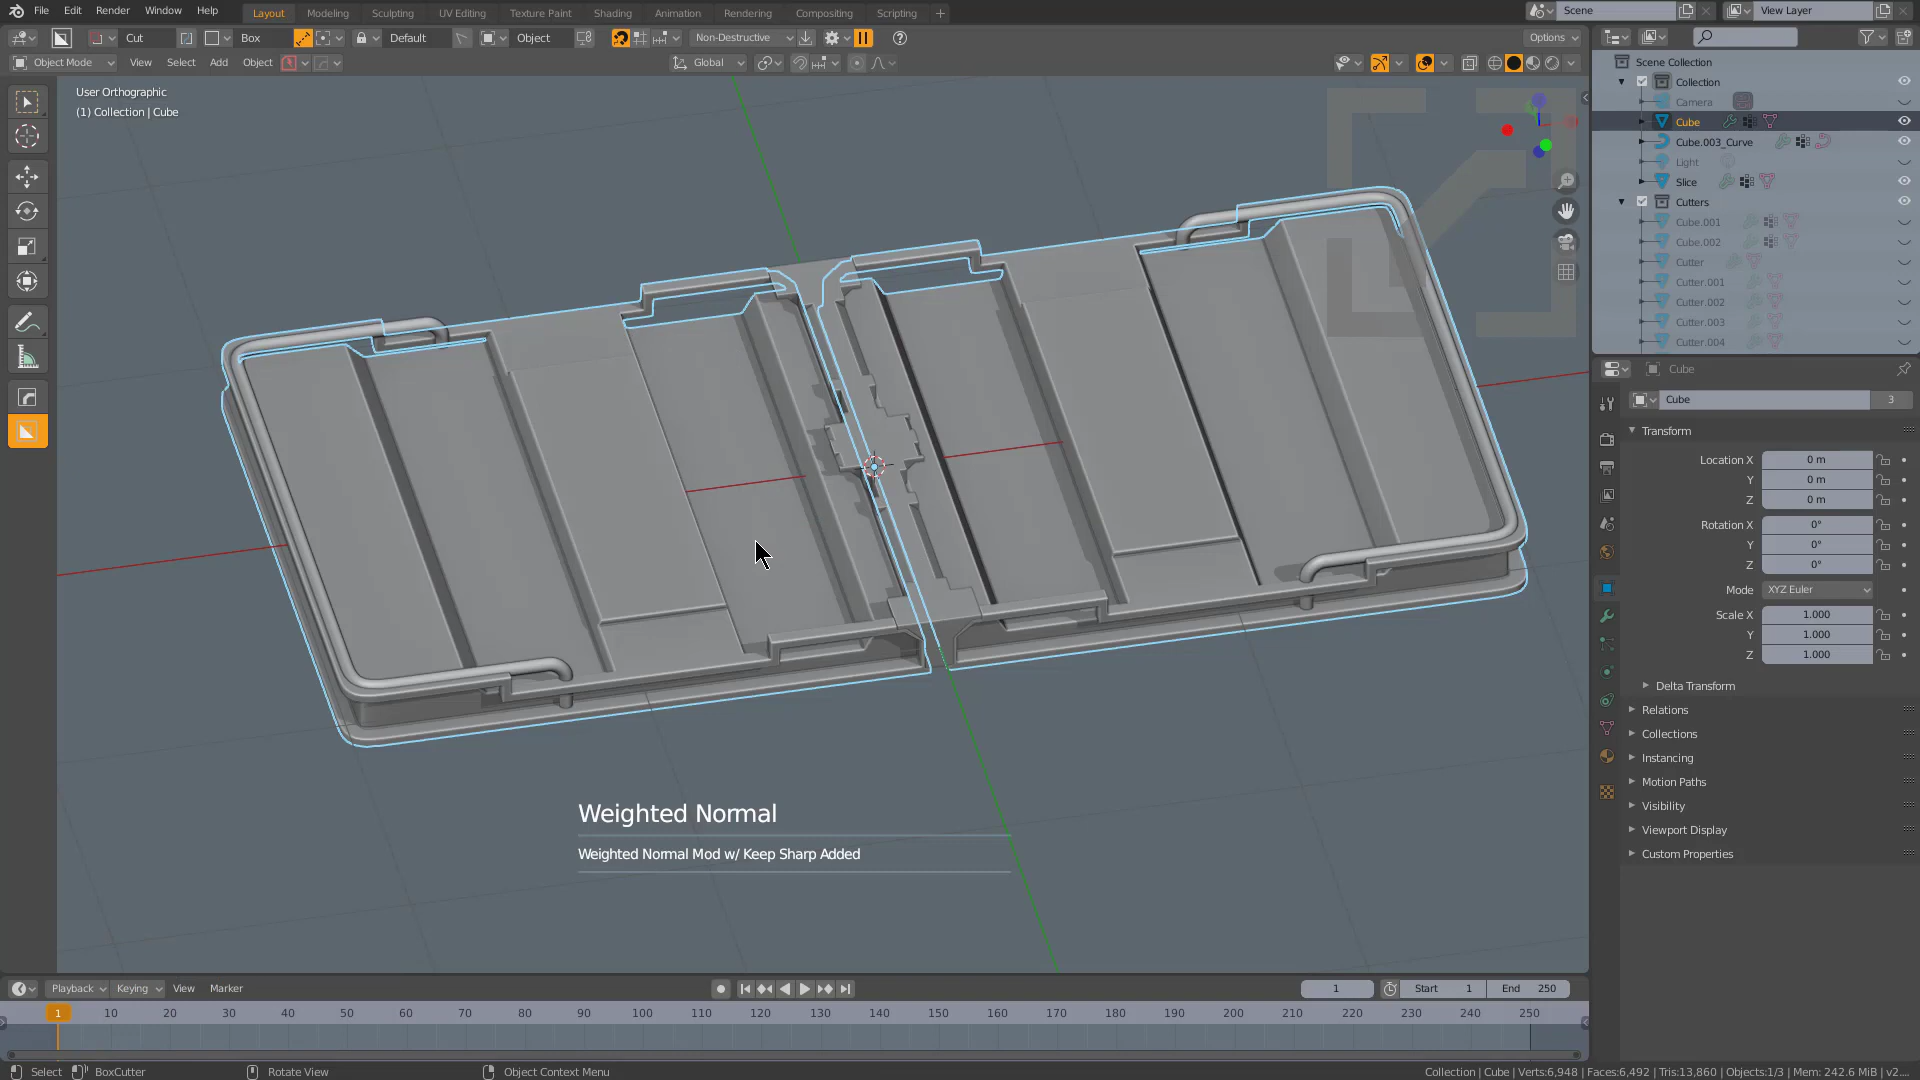 File Edit Render Window Help Layout Modeling Sculpting UV Editing Texture Paint Shading Animation Rendering Compositing Scripting + Scene View Layer
Cut Box Default Object Non-Destructive Options
Object Mode View Select Add Object Global
User Orthographic
(1) Collection | Cube
Scene Collection
Collection
Camera
Cube
Cube.003_Curve
Light
Slice
Cutters
Cube.001
Cube.002
Cutter
Cutter.001
Cutter.002
Cutter.003
Cutter.004
Cube
Cube 3
Transform
Location X 0 m
Y 0 m
Z 0 m
Rotation X 0°
Y 0°
Z 0°
Mode XYZ Euler
Scale X 1.000
Y 1.000
Z 1.000
Delta Transform
Relations
Collections
Instancing
Motion Paths
Visibility
Viewport Display
Custom Properties
Weighted Normal
Weighted Normal Mod w/ Keep Sharp Added
Playback Keying View Marker 1 Start 1 End 250
1 10 20 30 40 50 60 70 80 90 100 110 120 130 140 150 160 170 180 190 200 210 220 230 240 250
Select BoxCutter Rotate View Object Context Menu Collection | Cube | Verts:6,948 | Faces:6,492 | Tris:13,860 | Objects:1/3 | Mem: 242.6 MiB | v2....